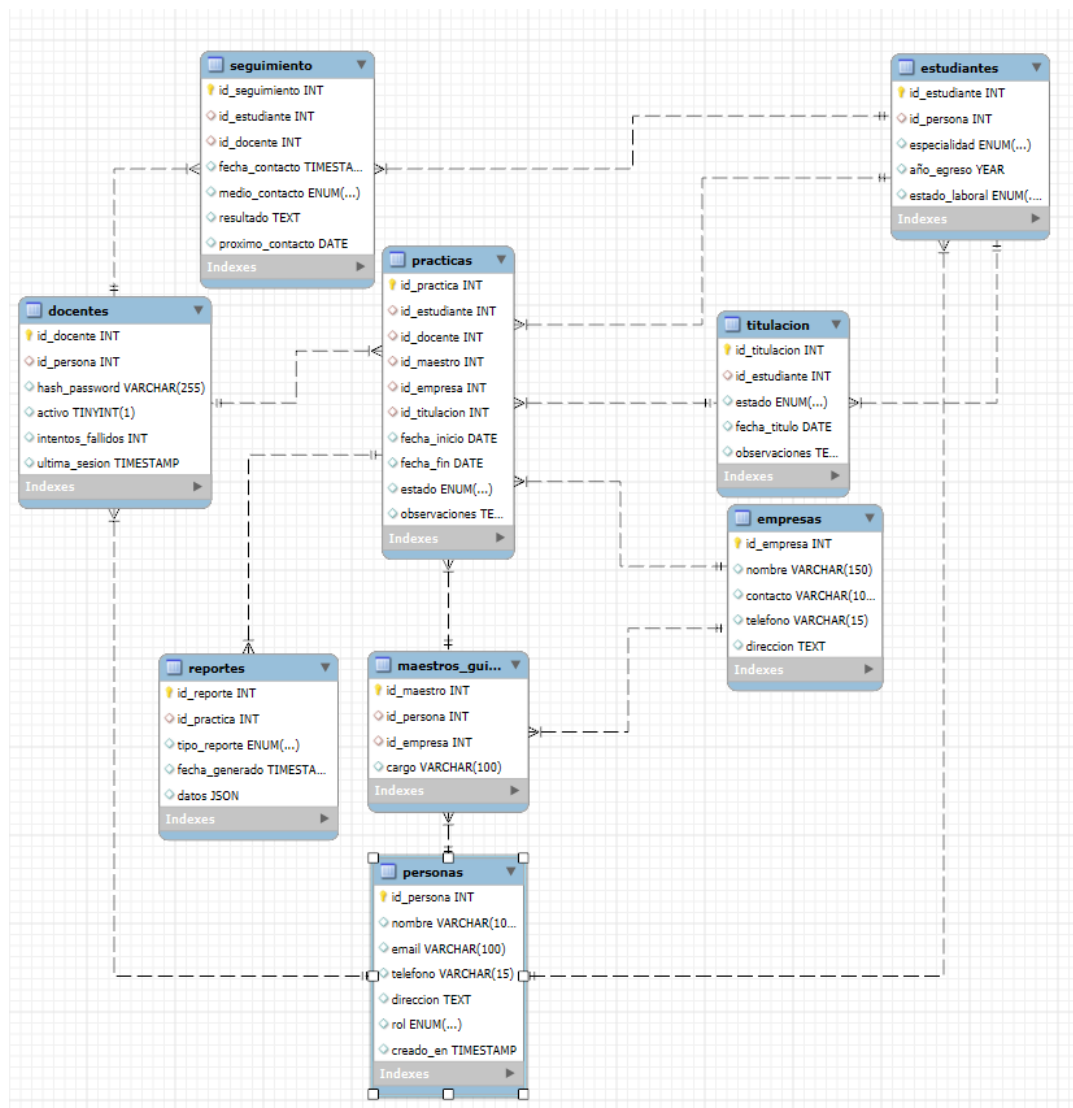 seguimiento
id_seguimiento INT
id_estudiante INT
id_docente INT
fecha_contacto TIMESTA...
medio_contacto ENUM(...)
resultado TEXT
proximo_contacto DATE
Indexes
estudiantes
id_estudiante INT
id_persona INT
especialidad ENUM(...)
año_egreso YEAR
estado_laboral ENUM(....
Indexes
practicas
id_practica INT
id_estudiante INT
id_docente INT
id_maestro INT
id_empresa INT
id_titulacion INT
fecha_inicio DATE
fecha_fin DATE
estado ENUM(...)
observaciones TE...
Indexes
docentes
id_docente INT
id_persona INT
hash_password VARCHAR(255)
activo TINYINT(1)
intentos_fallidos INT
ultima_sesion TIMESTAMP
Indexes
titulacion
id_titulacion INT
id_estudiante INT
estado ENUM(...)
fecha_titulo DATE
observaciones TE...
Indexes
empresas
id_empresa INT
nombre VARCHAR(150)
contacto VARCHAR(10...
telefono VARCHAR(15)
direccion TEXT
Indexes
reportes
id_reporte INT
id_practica INT
tipo_reporte ENUM(...)
fecha_generado TIMESTA...
datos JSON
Indexes
maestros_gui...
id_maestro INT
id_persona INT
id_empresa INT
cargo VARCHAR(100)
Indexes
personas
id_persona INT
nombre VARCHAR(10...
email VARCHAR(100)
telefono VARCHAR(15)
direccion TEXT
rol ENUM(...)
creado_en TIMESTAMP
Indexes